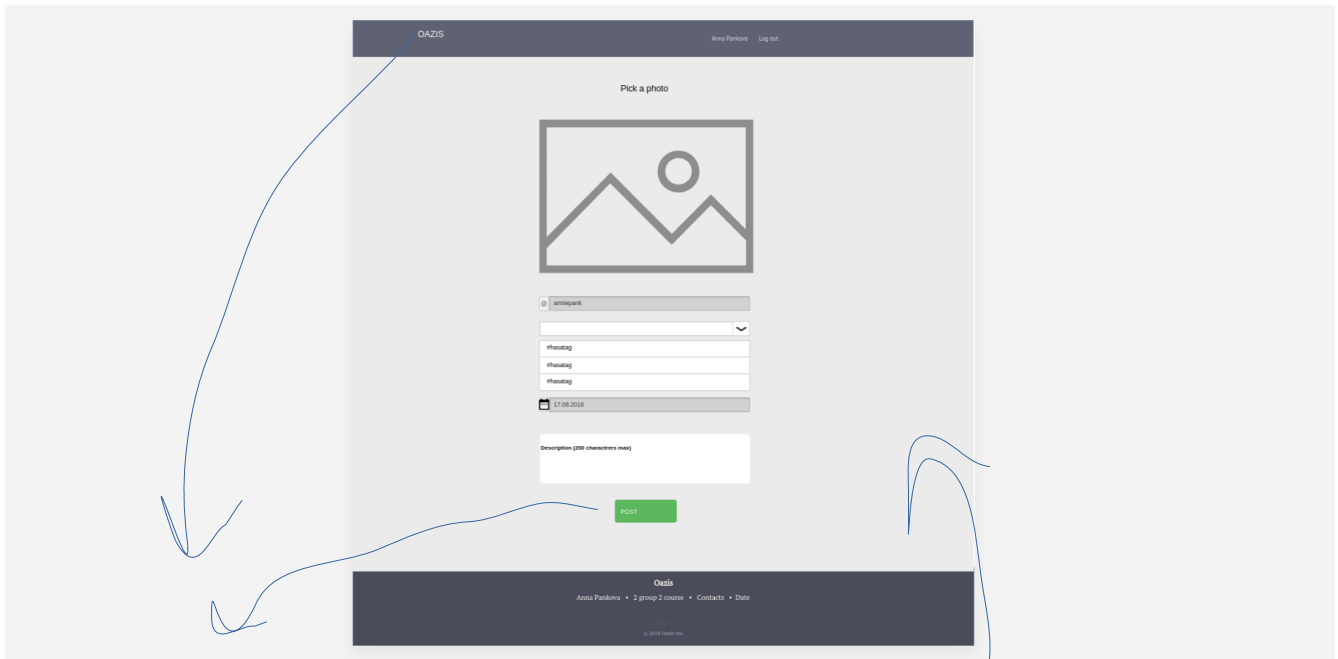 OAZIS
Anna Pankova Log out
Pick a photo
@ anniepank
#hasatag
#hasatag
#hasatag
17.08.2018
Description (200 charactrers max)
POST
Oazis
Anna Pankova • 2 group 2 course • Contacts • Date
© 2018 Oazis Inc.